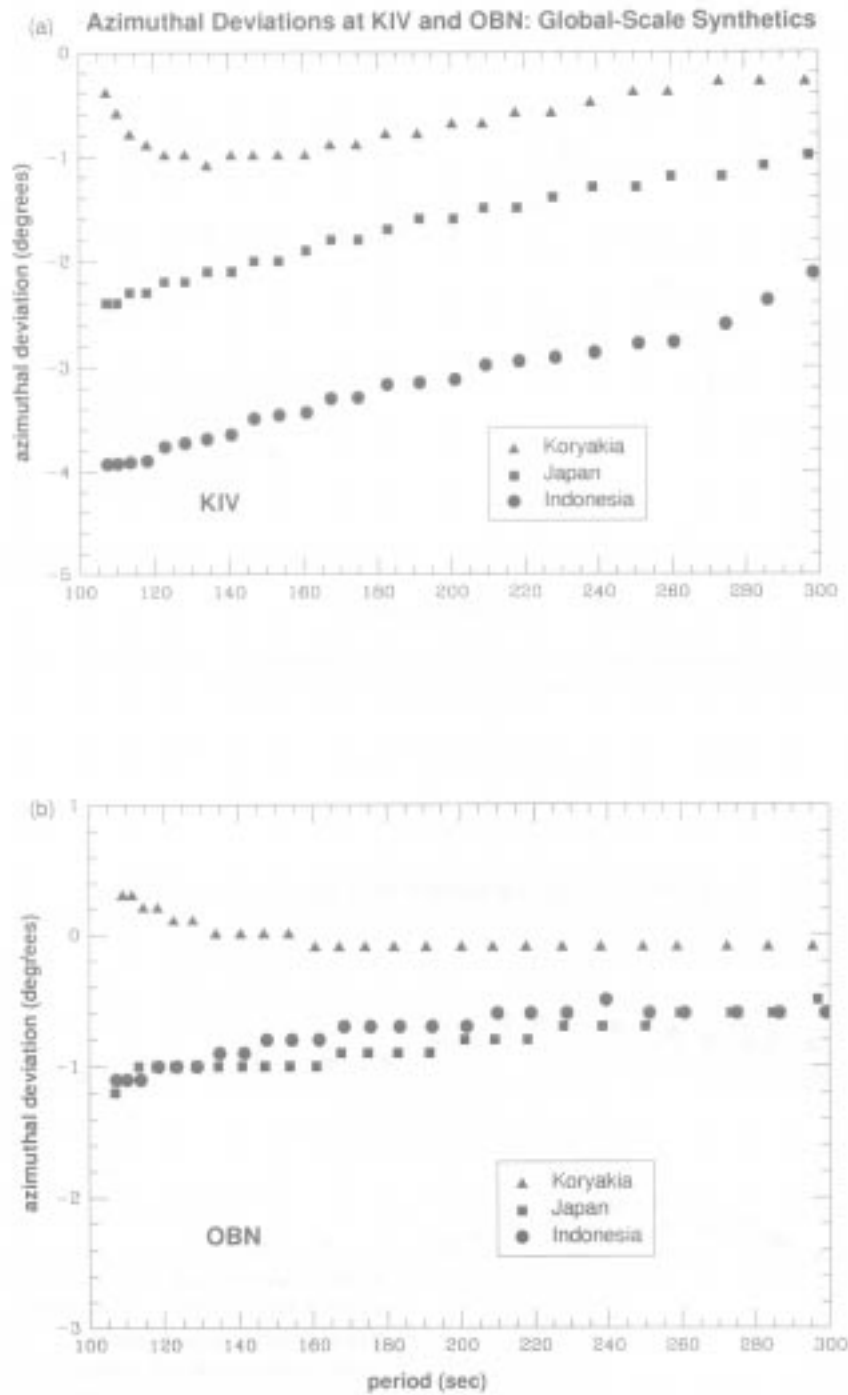 (a) Azimuthal Deviations at KIV and OBN: Global-Scale Synthetics
0
-1
-2
-3
-4
-5
azimuthal deviation (degrees)
Koryakia
Japan
Indonesia
KIV
100 120 140 160 180 200 220 240 260 280 300
(b)
1
0
-1
-2
-3
azimuthal deviation (degrees)
Koryakia
Japan
Indonesia
OBN
100 120 140 160 180 200 220 240 260 280 300
period (sec)